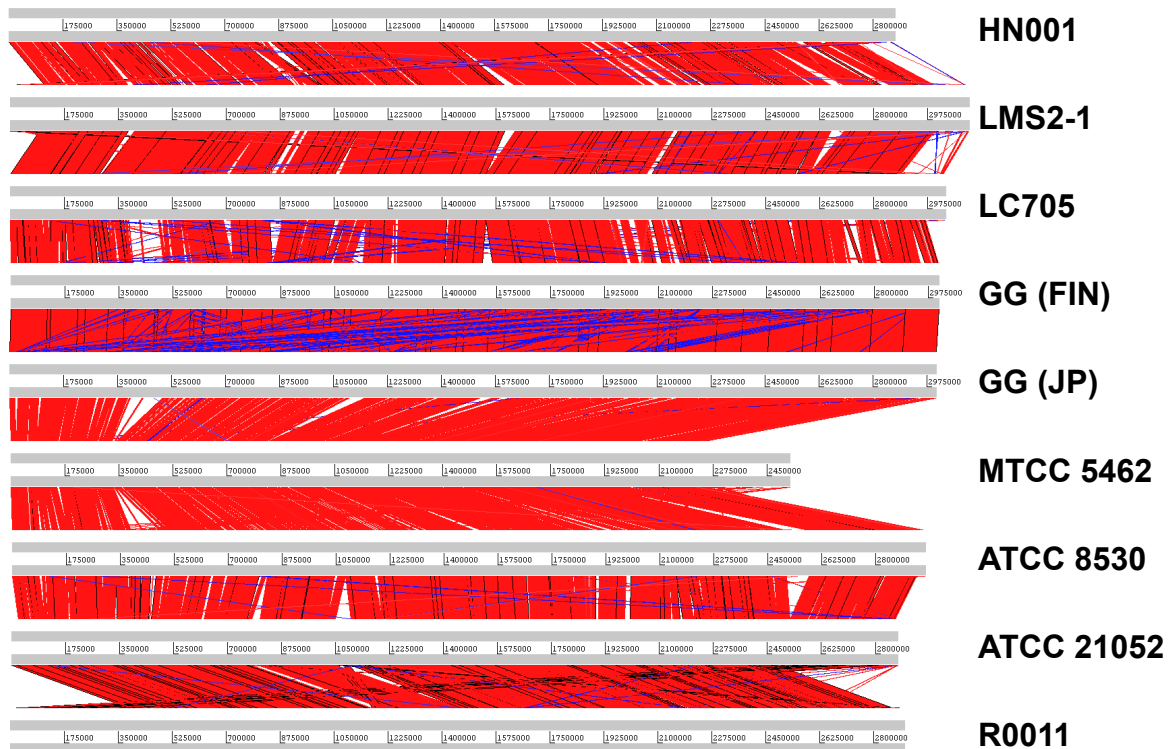 175000 350000 525000 700000 875000 1050000 1225000 1400000 1575000 1750000 1925000 2100000 2275000 2450000 2625000 2800000
HN001
175000 350000 525000 700000 875000 1050000 1225000 1400000 1575000 1750000 1925000 2100000 2275000 2450000 2625000 2800000 2975000
LMS2-1
175000 350000 525000 700000 875000 1050000 1225000 1400000 1575000 1750000 1925000 2100000 2275000 2450000 2625000 2800000 2975000
LC705
175000 350000 525000 700000 875000 1050000 1225000 1400000 1575000 1750000 1925000 2100000 2275000 2450000 2625000 2800000 2975000
GG (FIN)
175000 350000 525000 700000 875000 1050000 1225000 1400000 1575000 1750000 1925000 2100000 2275000 2450000 2625000 2800000 2975000
GG (JP)
175000 350000 525000 700000 875000 1050000 1225000 1400000 1575000 1750000 1925000 2100000 2275000 2450000
MTCC 5462
175000 350000 525000 700000 875000 1050000 1225000 1400000 1575000 1750000 1925000 2100000 2275000 2450000 2625000 2800000
ATCC 8530
175000 350000 525000 700000 875000 1050000 1225000 1400000 1575000 1750000 1925000 2100000 2275000 2450000 2625000 2800000
ATCC 21052
175000 350000 525000 700000 875000 1050000 1225000 1400000 1575000 1750000 1925000 2100000 2275000 2450000 2625000 2800000
R0011